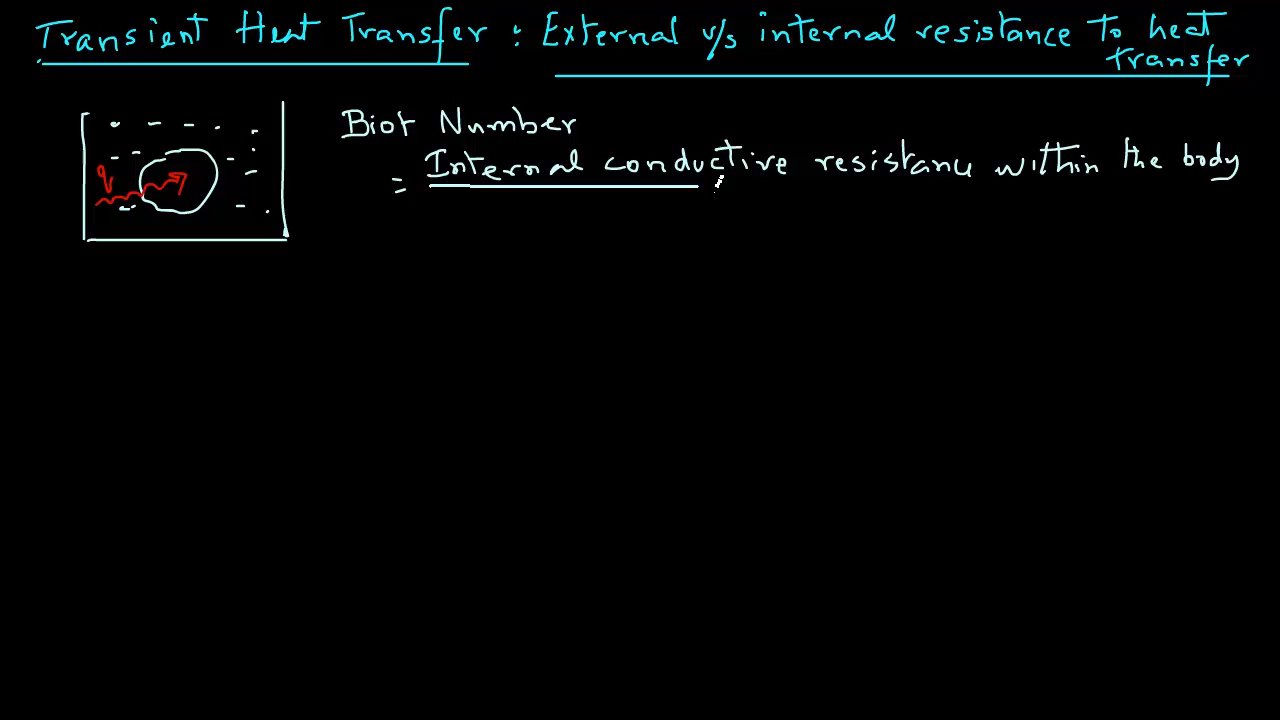 Transient Heat Transfer : External v/s internal resistance To heat
transfer
Biot Number
= Internal conductive resistance within the body
q